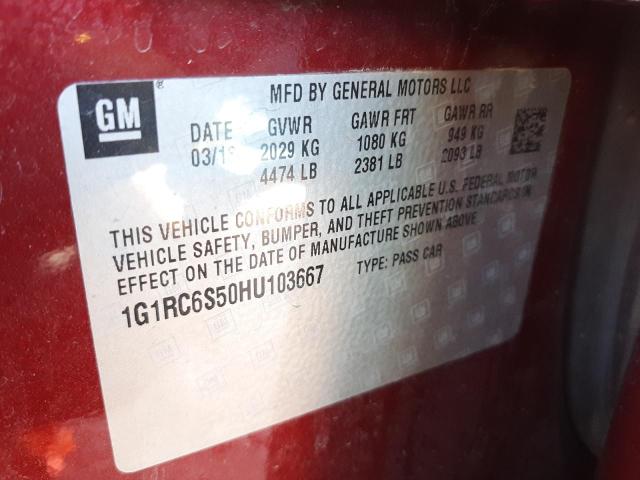 GM ®
MFD BY GENERAL MOTORS LLC
DATE GVWR GAWR FRT GAWR RR
2029 KG 1080 KG 949 KG
4474 LB 2381 LB 2093 LB
THIS VEHICLE CONFORMS TO ALL APPLICABLE U.S. FEDERAL MOTOR
VEHICLE SAFETY, BUMPER, AND THEFT PREVENTION STANDARDS IN
EFFECT ON THE DATE OF MANUFACTURE SHOWN ABOVE
1G1RC6S50HU103667 TYPE: PASS CAR